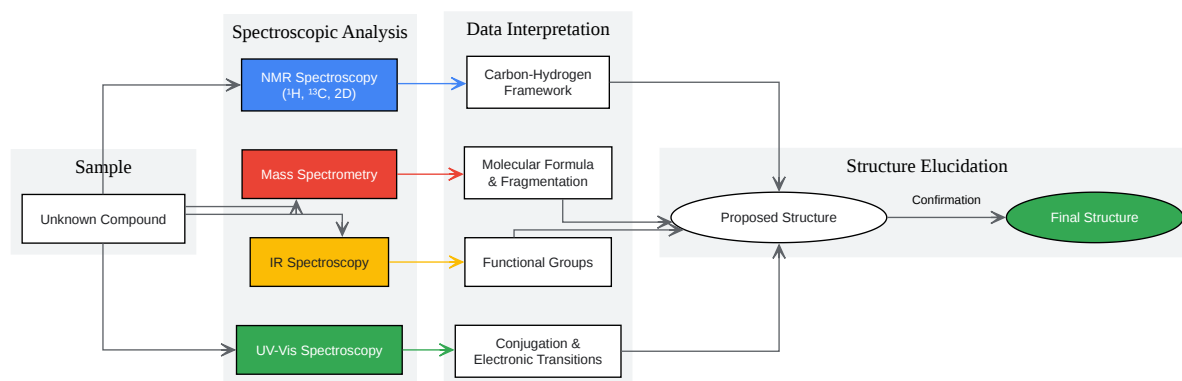 Spectroscopic Analysis
Data Interpretation
NMR Spectroscopy
(¹H, ¹³C, 2D)
Carbon-Hydrogen
Framework
Sample
Mass Spectrometry
Molecular Formula
& Fragmentation
Structure Elucidation
Unknown Compound
Proposed Structure
Confirmation
Final Structure
IR Spectroscopy
Functional Groups
UV-Vis Spectroscopy
Conjugation &
Electronic Transitions